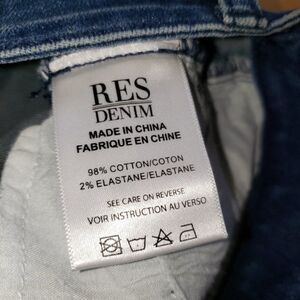 RES
DENIM
MADE IN CHINA
FABRIQUE EN CHINE
98% COTTON/COTON
2% ELASTANE/ELASTANE
SEE CARE ON REVERSE
VOIR INSTRUCTION AU VERSO